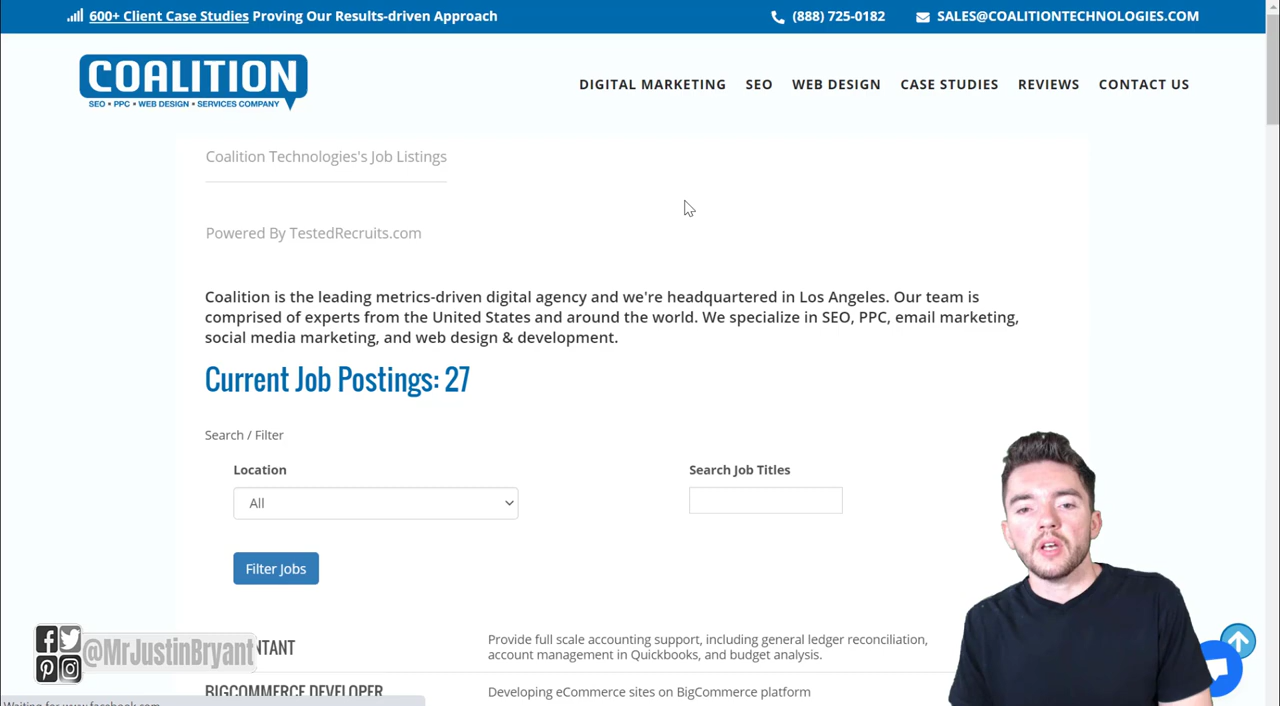 600+ Client Case Studies Proving Our Results-driven Approach
(888) 725-0182
SALES@COALITIONTECHNOLOGIES.COM
COALITION
SEO • PPC • WEB DESIGN • SERVICES COMPANY
DIGITAL MARKETING SEO WEB DESIGN CASE STUDIES REVIEWS CONTACT US
Coalition Technologies's Job Listings
Powered By TestedRecruits.com
Coalition is the leading metrics-driven digital agency and we're headquartered in Los Angeles. Our team is
comprised of experts from the United States and around the world. We specialize in SEO, PPC, email marketing,
social media marketing, and web design & development.
Current Job Postings: 27
Search / Filter
Location
Search Job Titles
All
Filter Jobs
Provide full scale accounting support, including general ledger reconciliation,
account management in Quickbooks, and budget analysis.
@MrJustinBryant
BIGCOMMERCE DEVELOPER
Developing eCommerce sites on BigCommerce platform